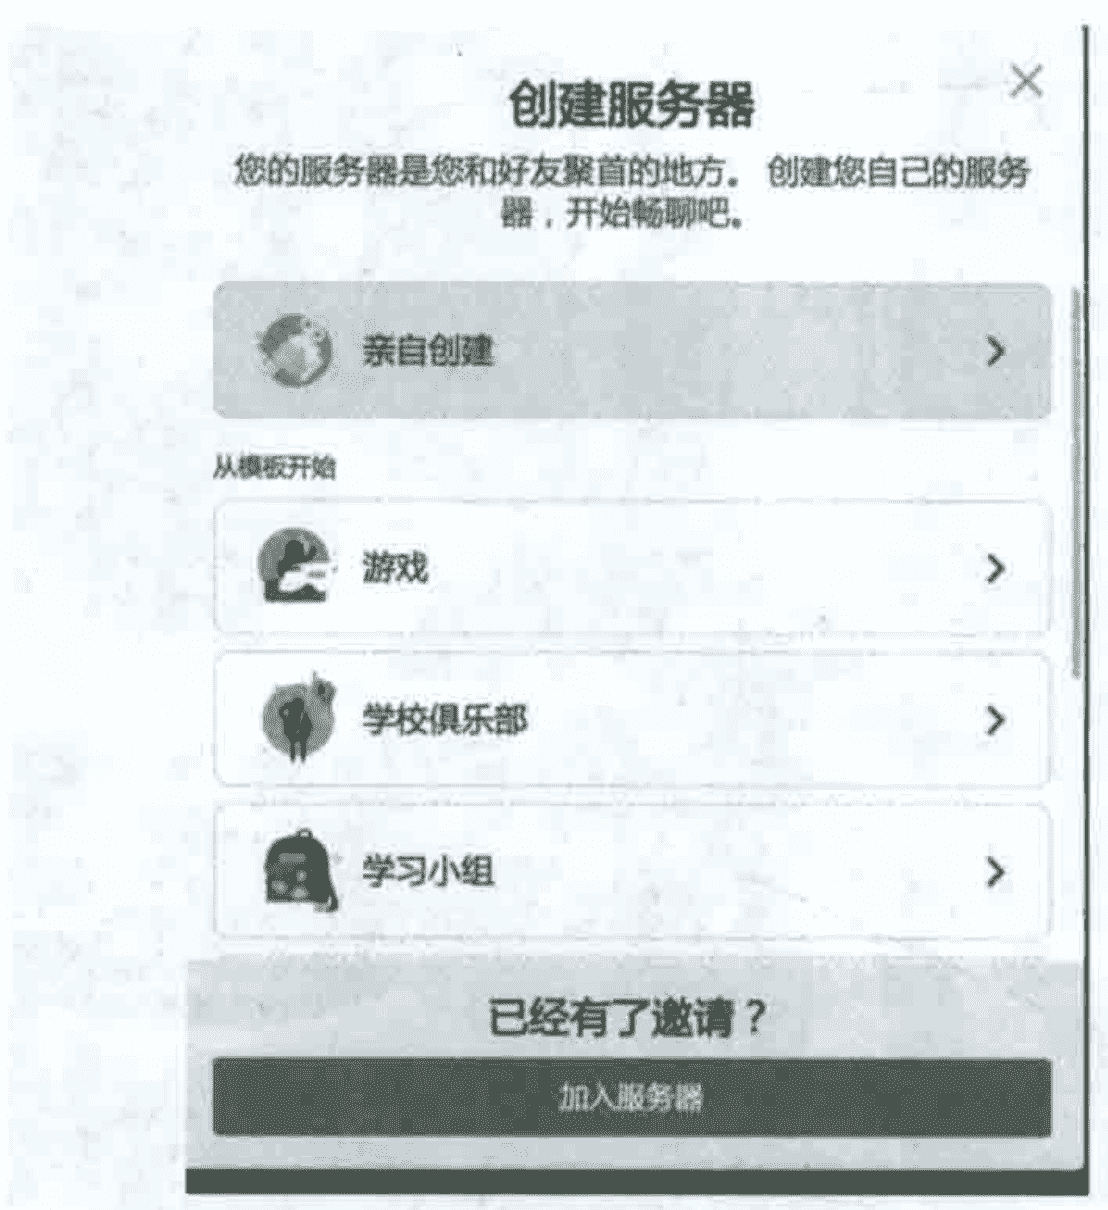 创建服务器
您的服务器是您和好友聚首的地方。 创建您自己的服务
器，开始畅聊吧。
亲自创建
从模板开始
游戏
学校俱乐部
学习小组
已经有了邀请？
加入服务器